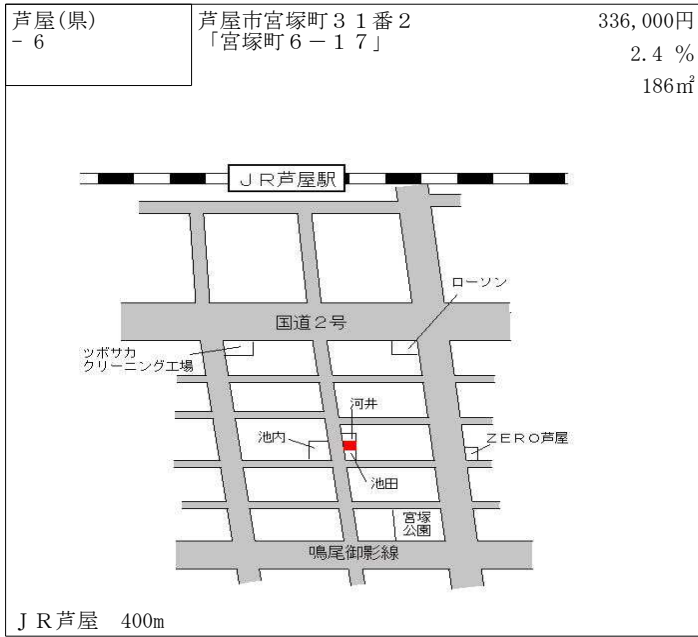 芦屋(県)
- 6
芦屋市宮塚町３１番２
「宮塚町６－１７」
336,000円
2.4 %
186㎡
ＪＲ芦屋駅
ローソン
国道２号
ツボサカ
クリーニング工場
河井
池内
ＺＥＲＯ芦屋
池田
宮塚
公園
鳴尾御影線
ＪＲ芦屋　400m